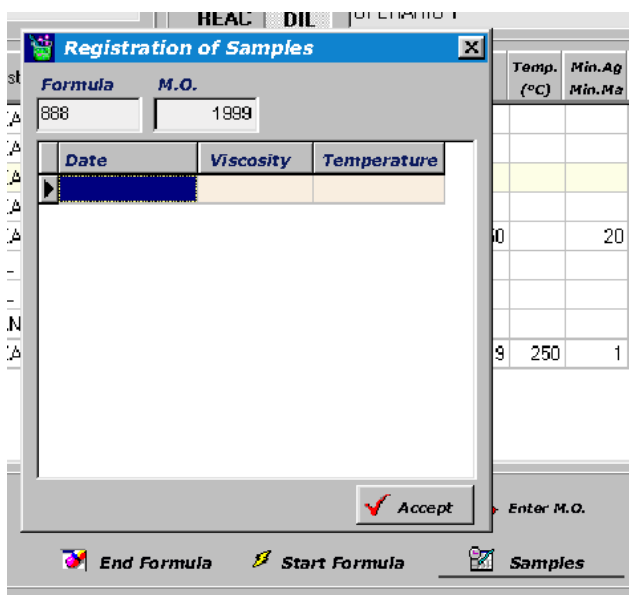 REAC DIL
Registration of Samples
Temp. Min.Ag
(ºC) Min.Ma
Formula M.O.
888 1999
Date Viscosity Temperature
20
9 250 1
Accept
Enter M.O.
End Formula Start Formula Samples